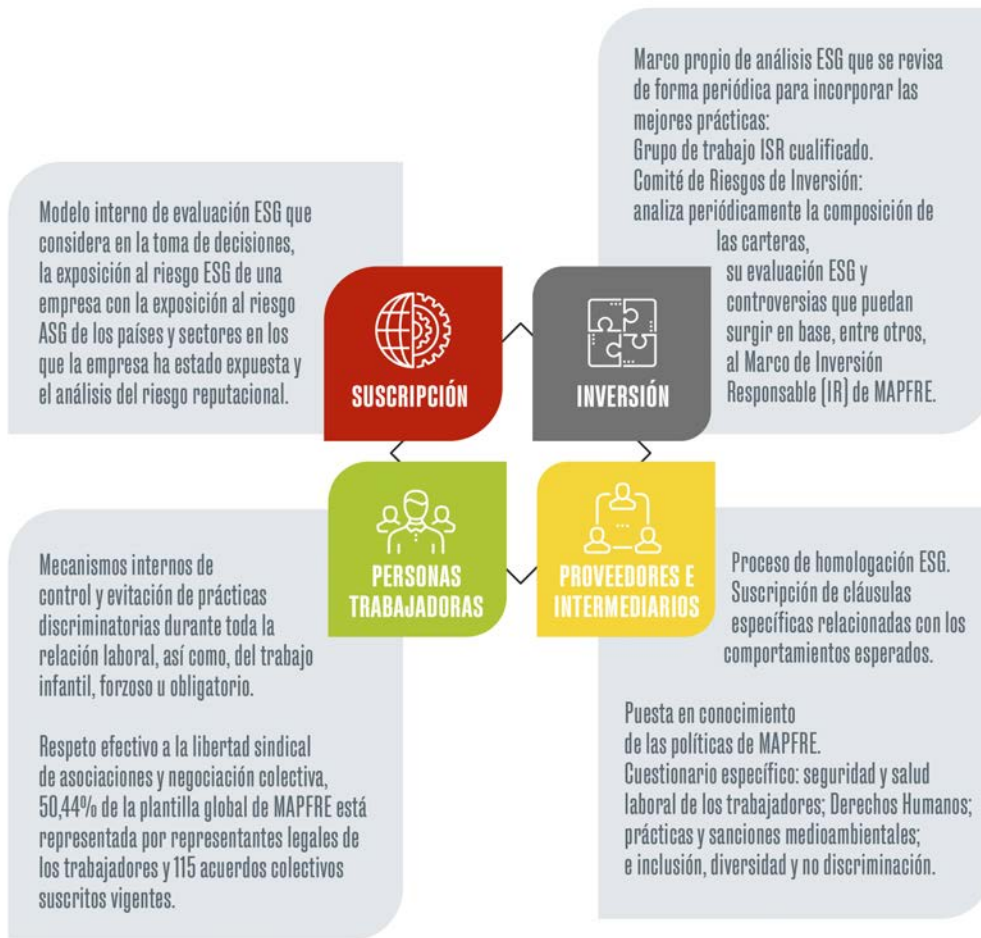 Modelo interno de evaluación ESG que
considera en la toma de decisiones,
la exposición al riesgo ESG de una
empresa con la exposición al riesgo
ASG de los países y sectores en los
que la empresa ha estado expuesta y
el análisis del riesgo reputacional.
SUSCRIPCIÓN
Marco propio de análisis ESG que se revisa
de forma periódica para incorporar las
mejores prácticas:
Grupo de trabajo ISR cualificado.
Comité de Riesgos de Inversión:
analiza periódicamente la composición de
las carteras,
su evaluación ESG y
controversias que puedan
surgir en base, entre otros,
al Marco de Inversión
Responsable (IR) de MAPFRE.
INVERSIÓN
Mecanismos internos de
control y evitación de prácticas
discriminatorias durante toda la
relación laboral, así como, del trabajo
infantil, forzoso u obligatorio.
Respeto efectivo a la libertad sindical
de asociaciones y negociación colectiva,
50,44% de la plantilla global de MAPFRE está
representada por representantes legales de
los trabajadores y 115 acuerdos colectivos
suscritos vigentes.
PERSONAS
TRABAJADORAS
PROVEEDORES E
INTERMEDIARIOS
Proceso de homologación ESG.
Suscripción de cláusulas
específicas relacionadas con los
comportamientos esperados.
Puesta en conocimiento
de las políticas de MAPFRE.
Cuestionario específico: seguridad y salud
laboral de los trabajadores; Derechos Humanos;
prácticas y sanciones medioambientales;
e inclusión, diversidad y no discriminación.